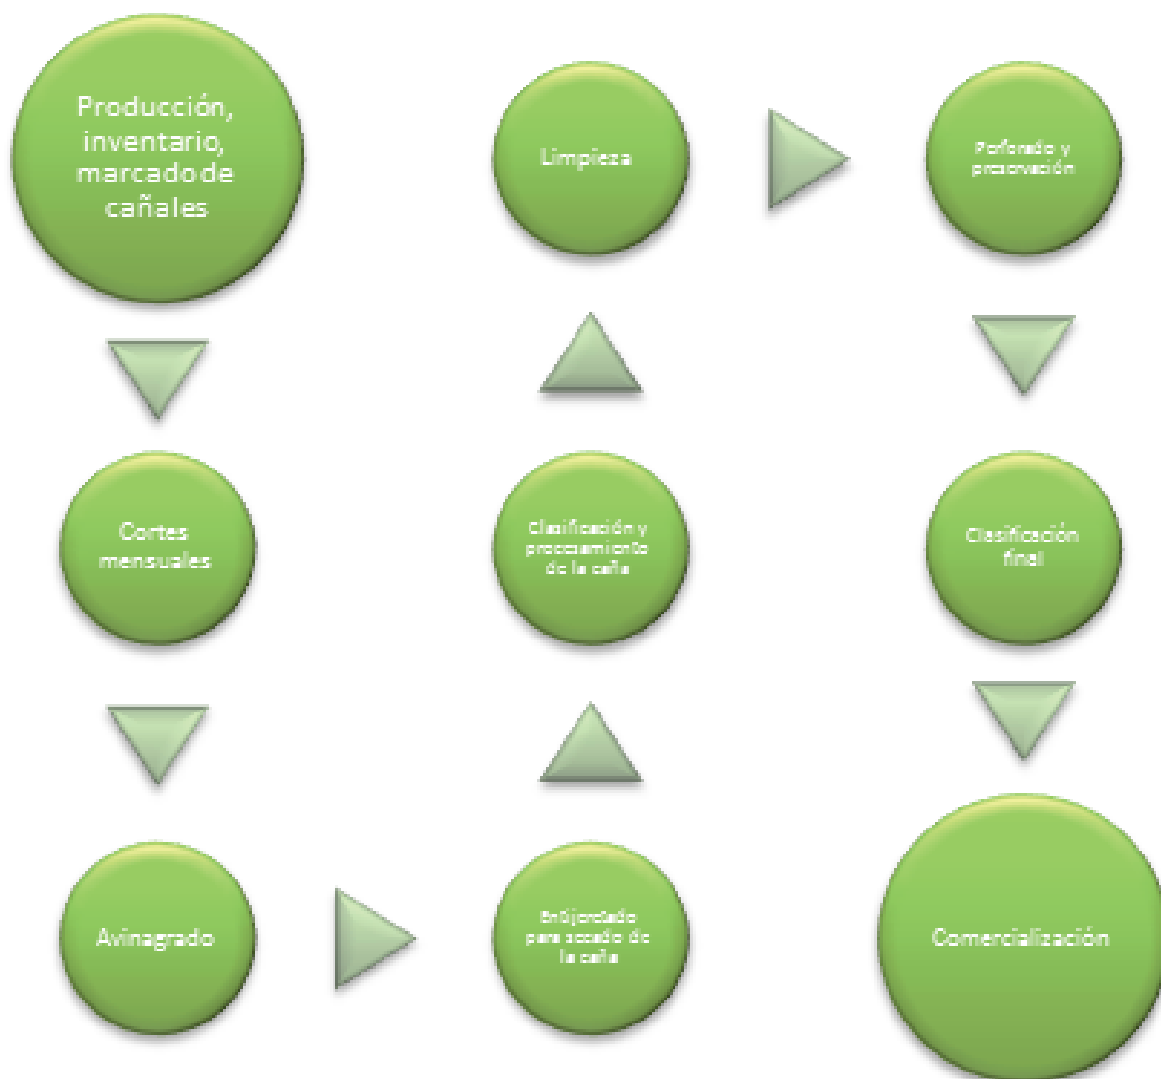 Producción,
inventario,
marcado de
cañales
Cortes
mensuales
Avinagrado
Entijeretado
para secado de
la caña
Clasificación y
procesamiento
de la caña
Limpieza
Perforado y
preservación
Clasificación
final
Comercialización